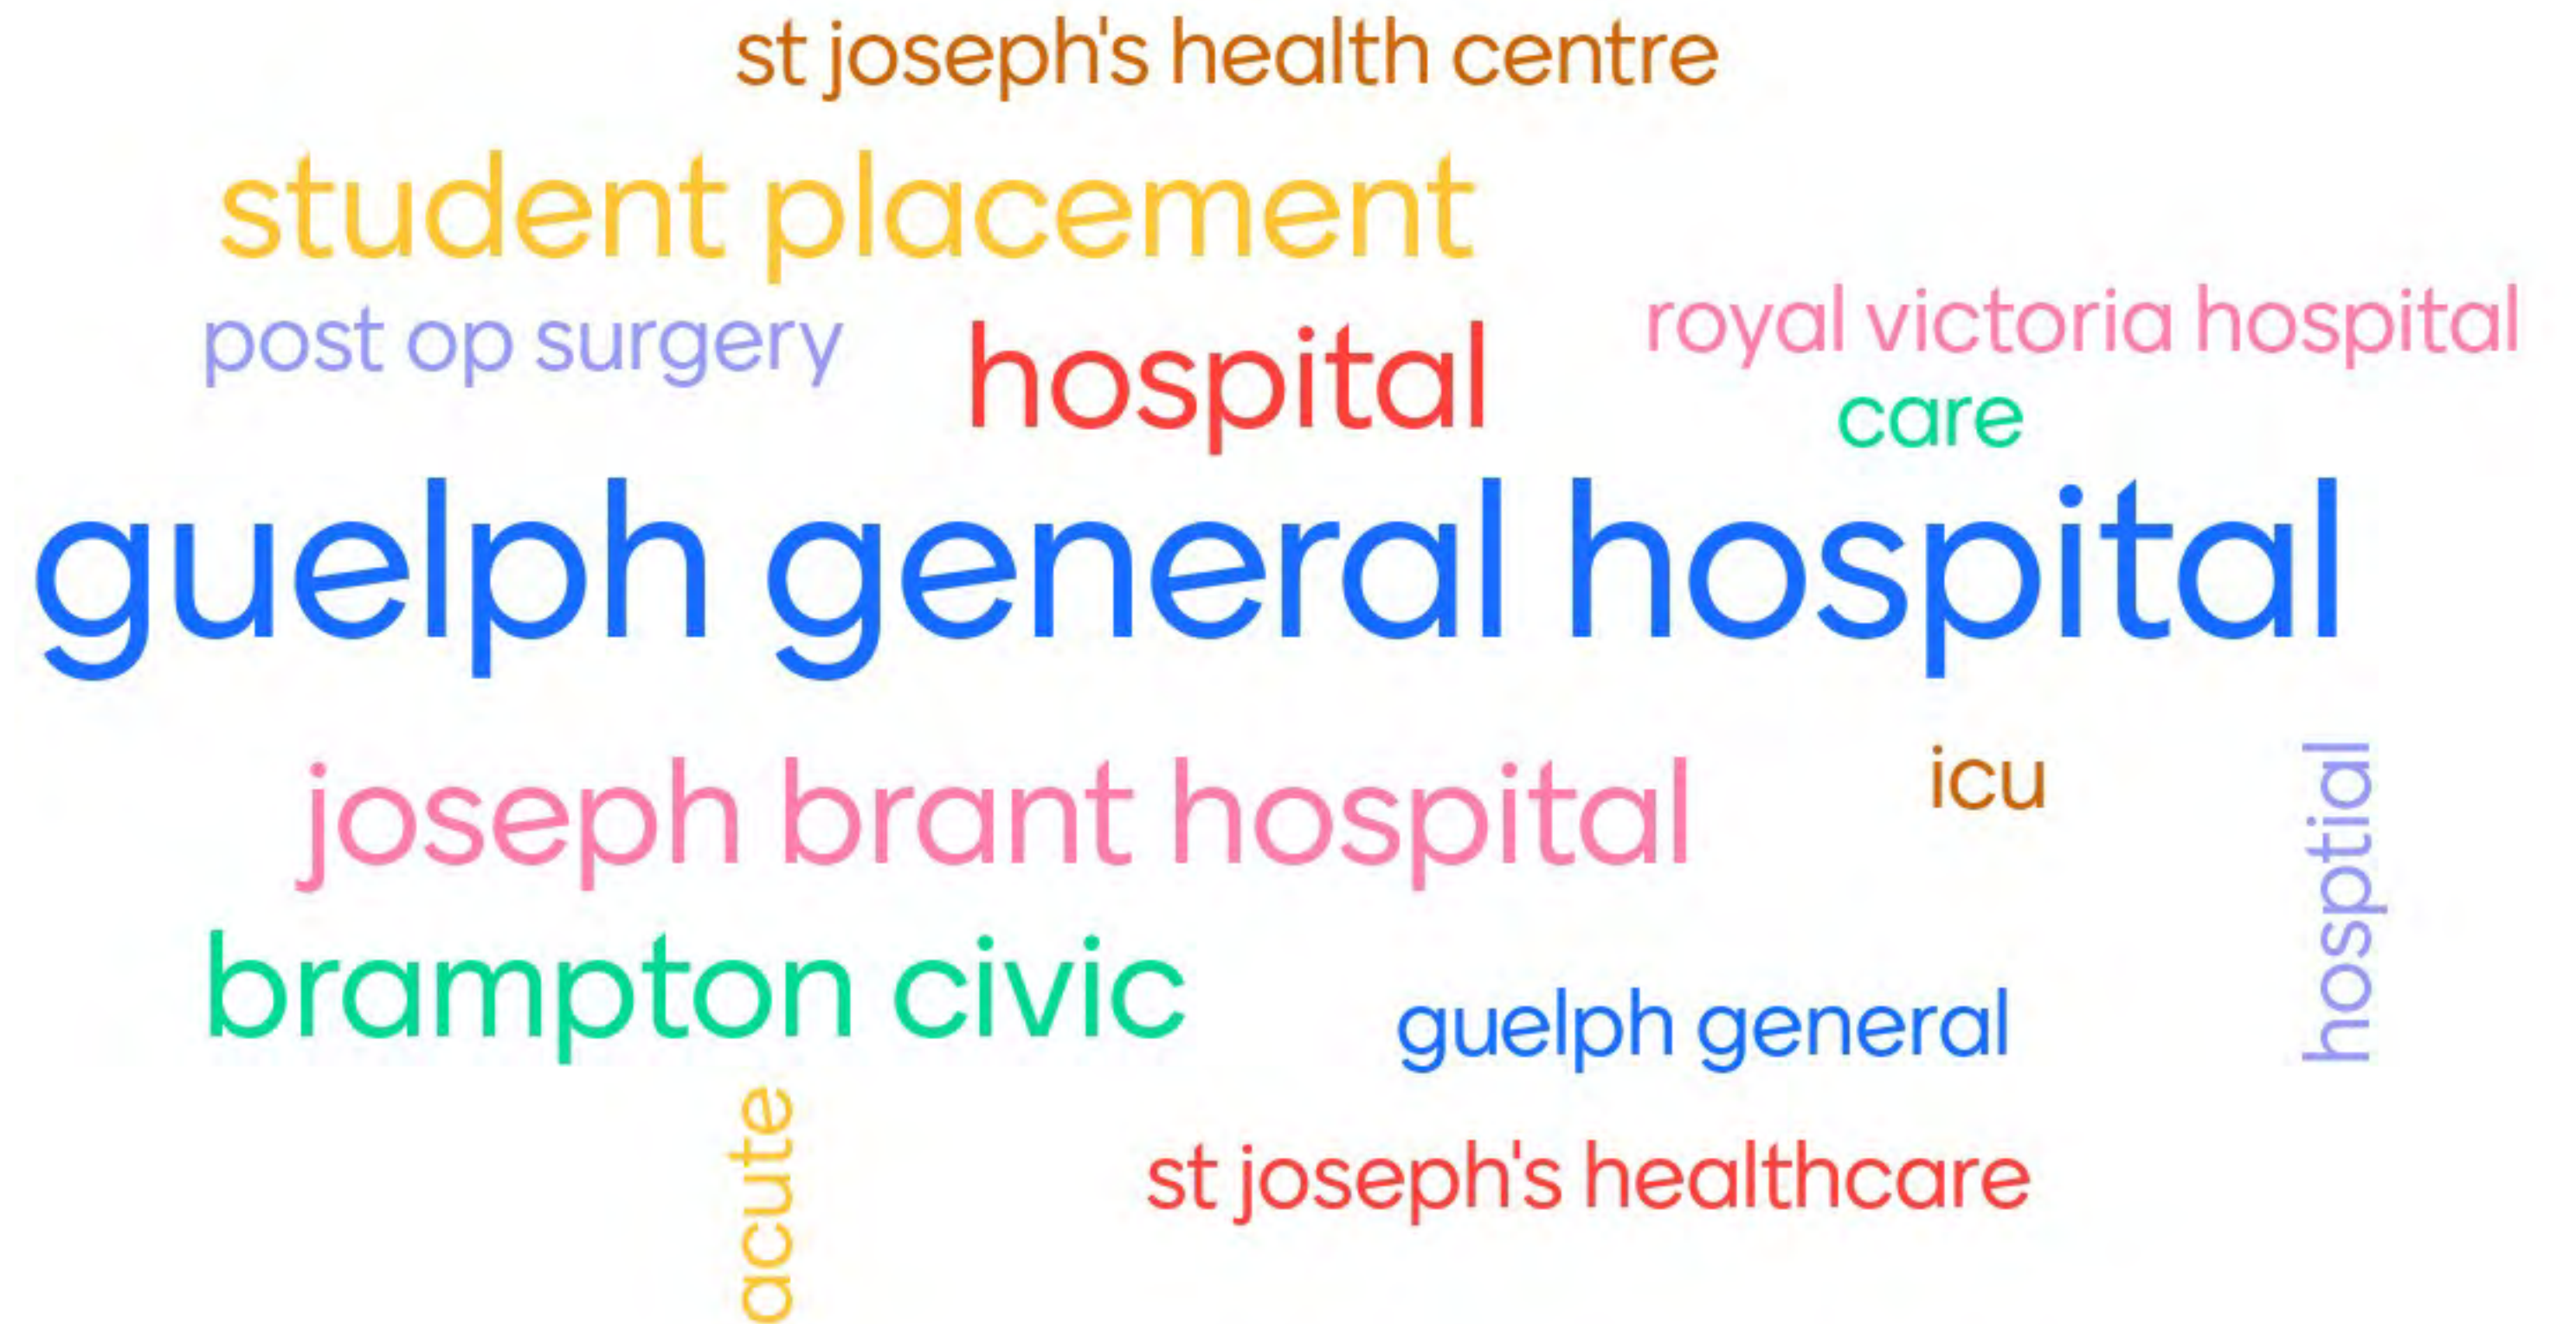 st joseph's health centre
student placement
post op surgery
hospital
royal victoria hospital
care
guelph general hospital
joseph brant hospital
icu
hosptial
brampton civic
guelph general
acute
st joseph's healthcare